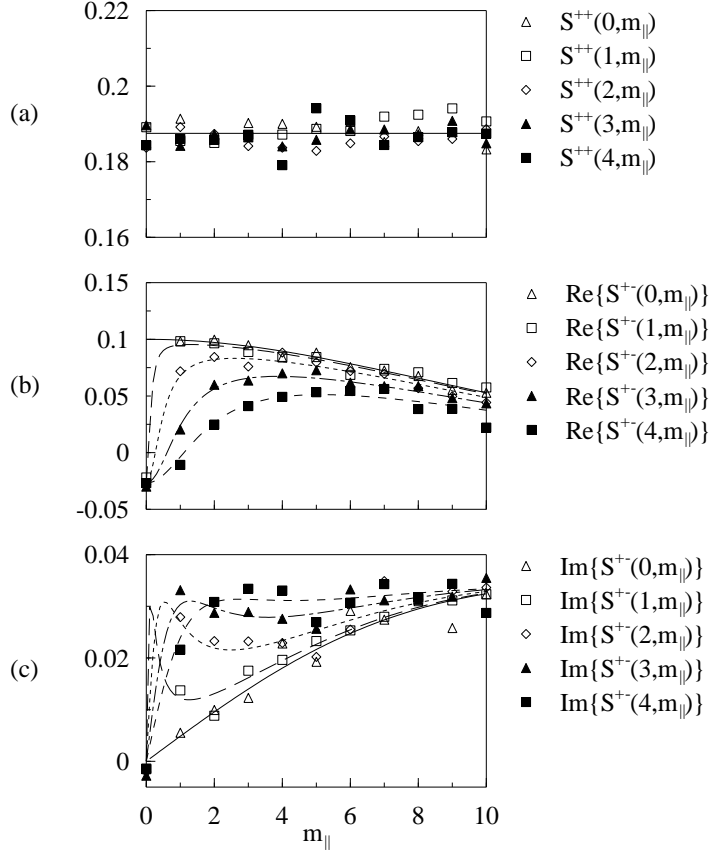 (a)
0.22
0.2
0.18
0.16
S⁺⁺(0,m∥)
S⁺⁺(1,m∥)
S⁺⁺(2,m∥)
S⁺⁺(3,m∥)
S⁺⁺(4,m∥)
(b)
0.15
0.1
0.05
0
-0.05
Re{S⁺⁻(0,m∥)}
Re{S⁺⁻(1,m∥)}
Re{S⁺⁻(2,m∥)}
Re{S⁺⁻(3,m∥)}
Re{S⁺⁻(4,m∥)}
(c)
0.04
0.02
0
Im{S⁺⁻(0,m∥)}
Im{S⁺⁻(1,m∥)}
Im{S⁺⁻(2,m∥)}
Im{S⁺⁻(3,m∥)}
Im{S⁺⁻(4,m∥)}
0 2 4 6 8 10
m∥